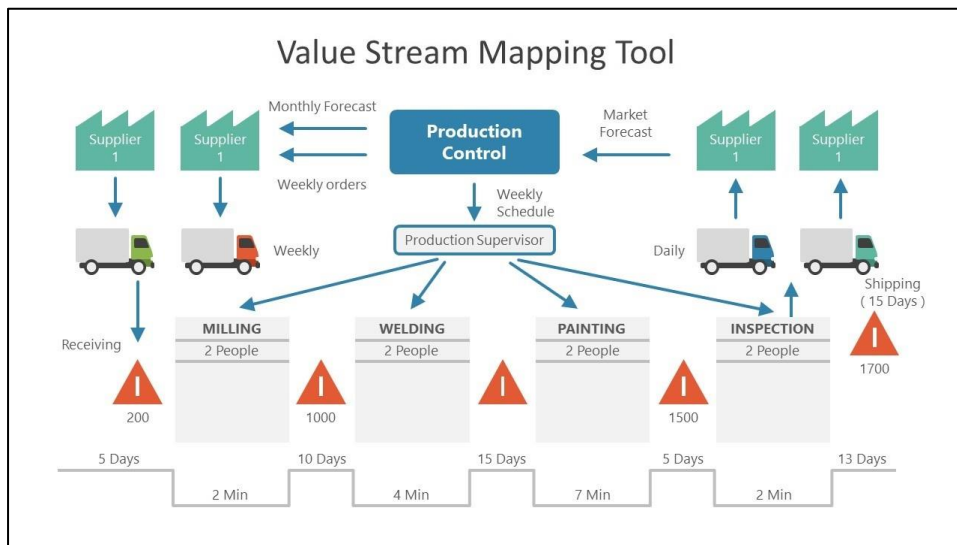 Value Stream Mapping Tool
Supplier
1
Supplier
1
Monthly Forecast
Weekly orders
Production
Control
Market
Forecast
Supplier
1
Supplier
1
Weekly
Weekly
Schedule
Production Supervisor
Daily
Shipping
( 15 Days )
Receiving
MILLING
2 People
WELDING
2 People
PAINTING
2 People
INSPECTION
2 People
I
200
I
1000
I
I
1500
I
1700
5 Days
10 Days
15 Days
5 Days
13 Days
2 Min
4 Min
7 Min
2 Min